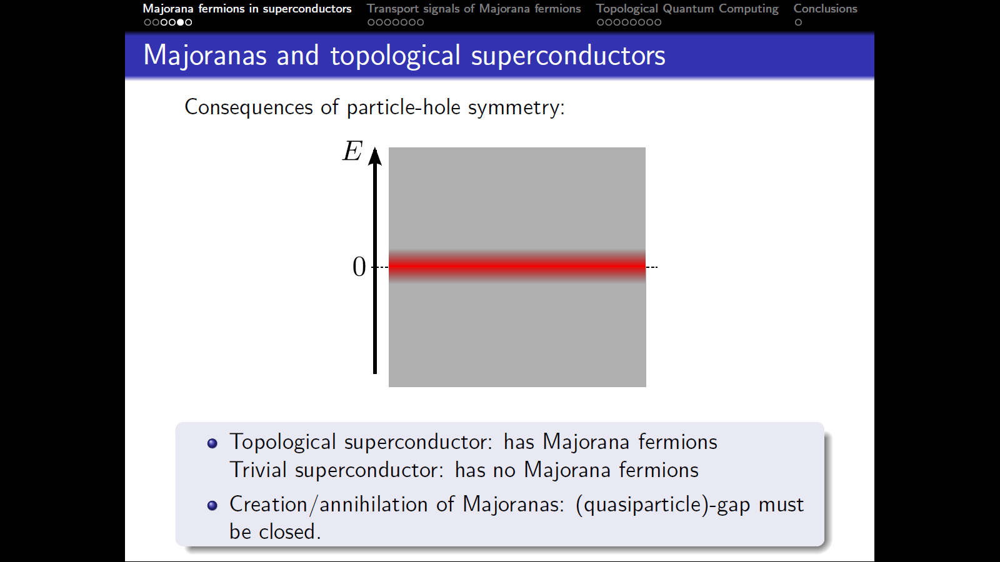 Majorana fermions in superconductors Transport signals of Majorana fermions Topological Quantum Computing Conclusions
Majoranas and topological superconductors
Consequences of particle-hole symmetry:
E
0
Topological superconductor: has Majorana fermions
Trivial superconductor: has no Majorana fermions
Creation/annihilation of Majoranas: (quasiparticle)-gap must
be closed.